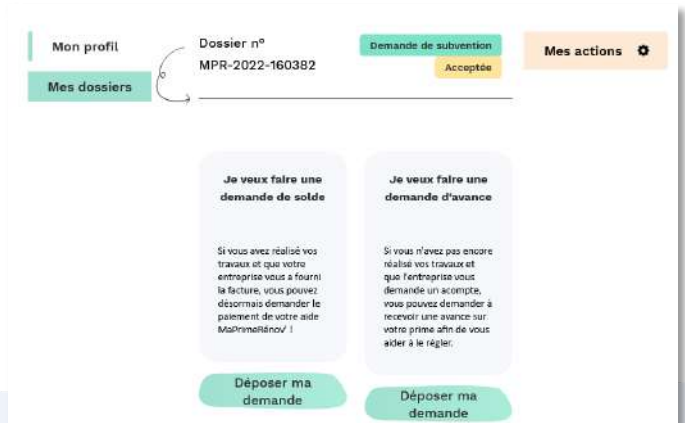 Mon profil
Mes dossiers
Dossier n°
MPR-2022-160382
Demande de subvention
Acceptée
Mes actions
Je veux faire une
demande de solde
Si vous avez réalisé vos
travaux et que votre
entreprise vous a fourni
la facture, vous pouvez
désormais demander le
paiement de votre aide
MaPrimeRénov' !
Déposer ma
demande
Je veux faire une
demande d'avance
Si vous n'avez pas encore
réalisé vos travaux et
que l'entreprise vous
demande un acompte,
vous pouvez demander à
recevoir une avance sur
votre prime afin de vous
aider à le régler.
Déposer ma
demande